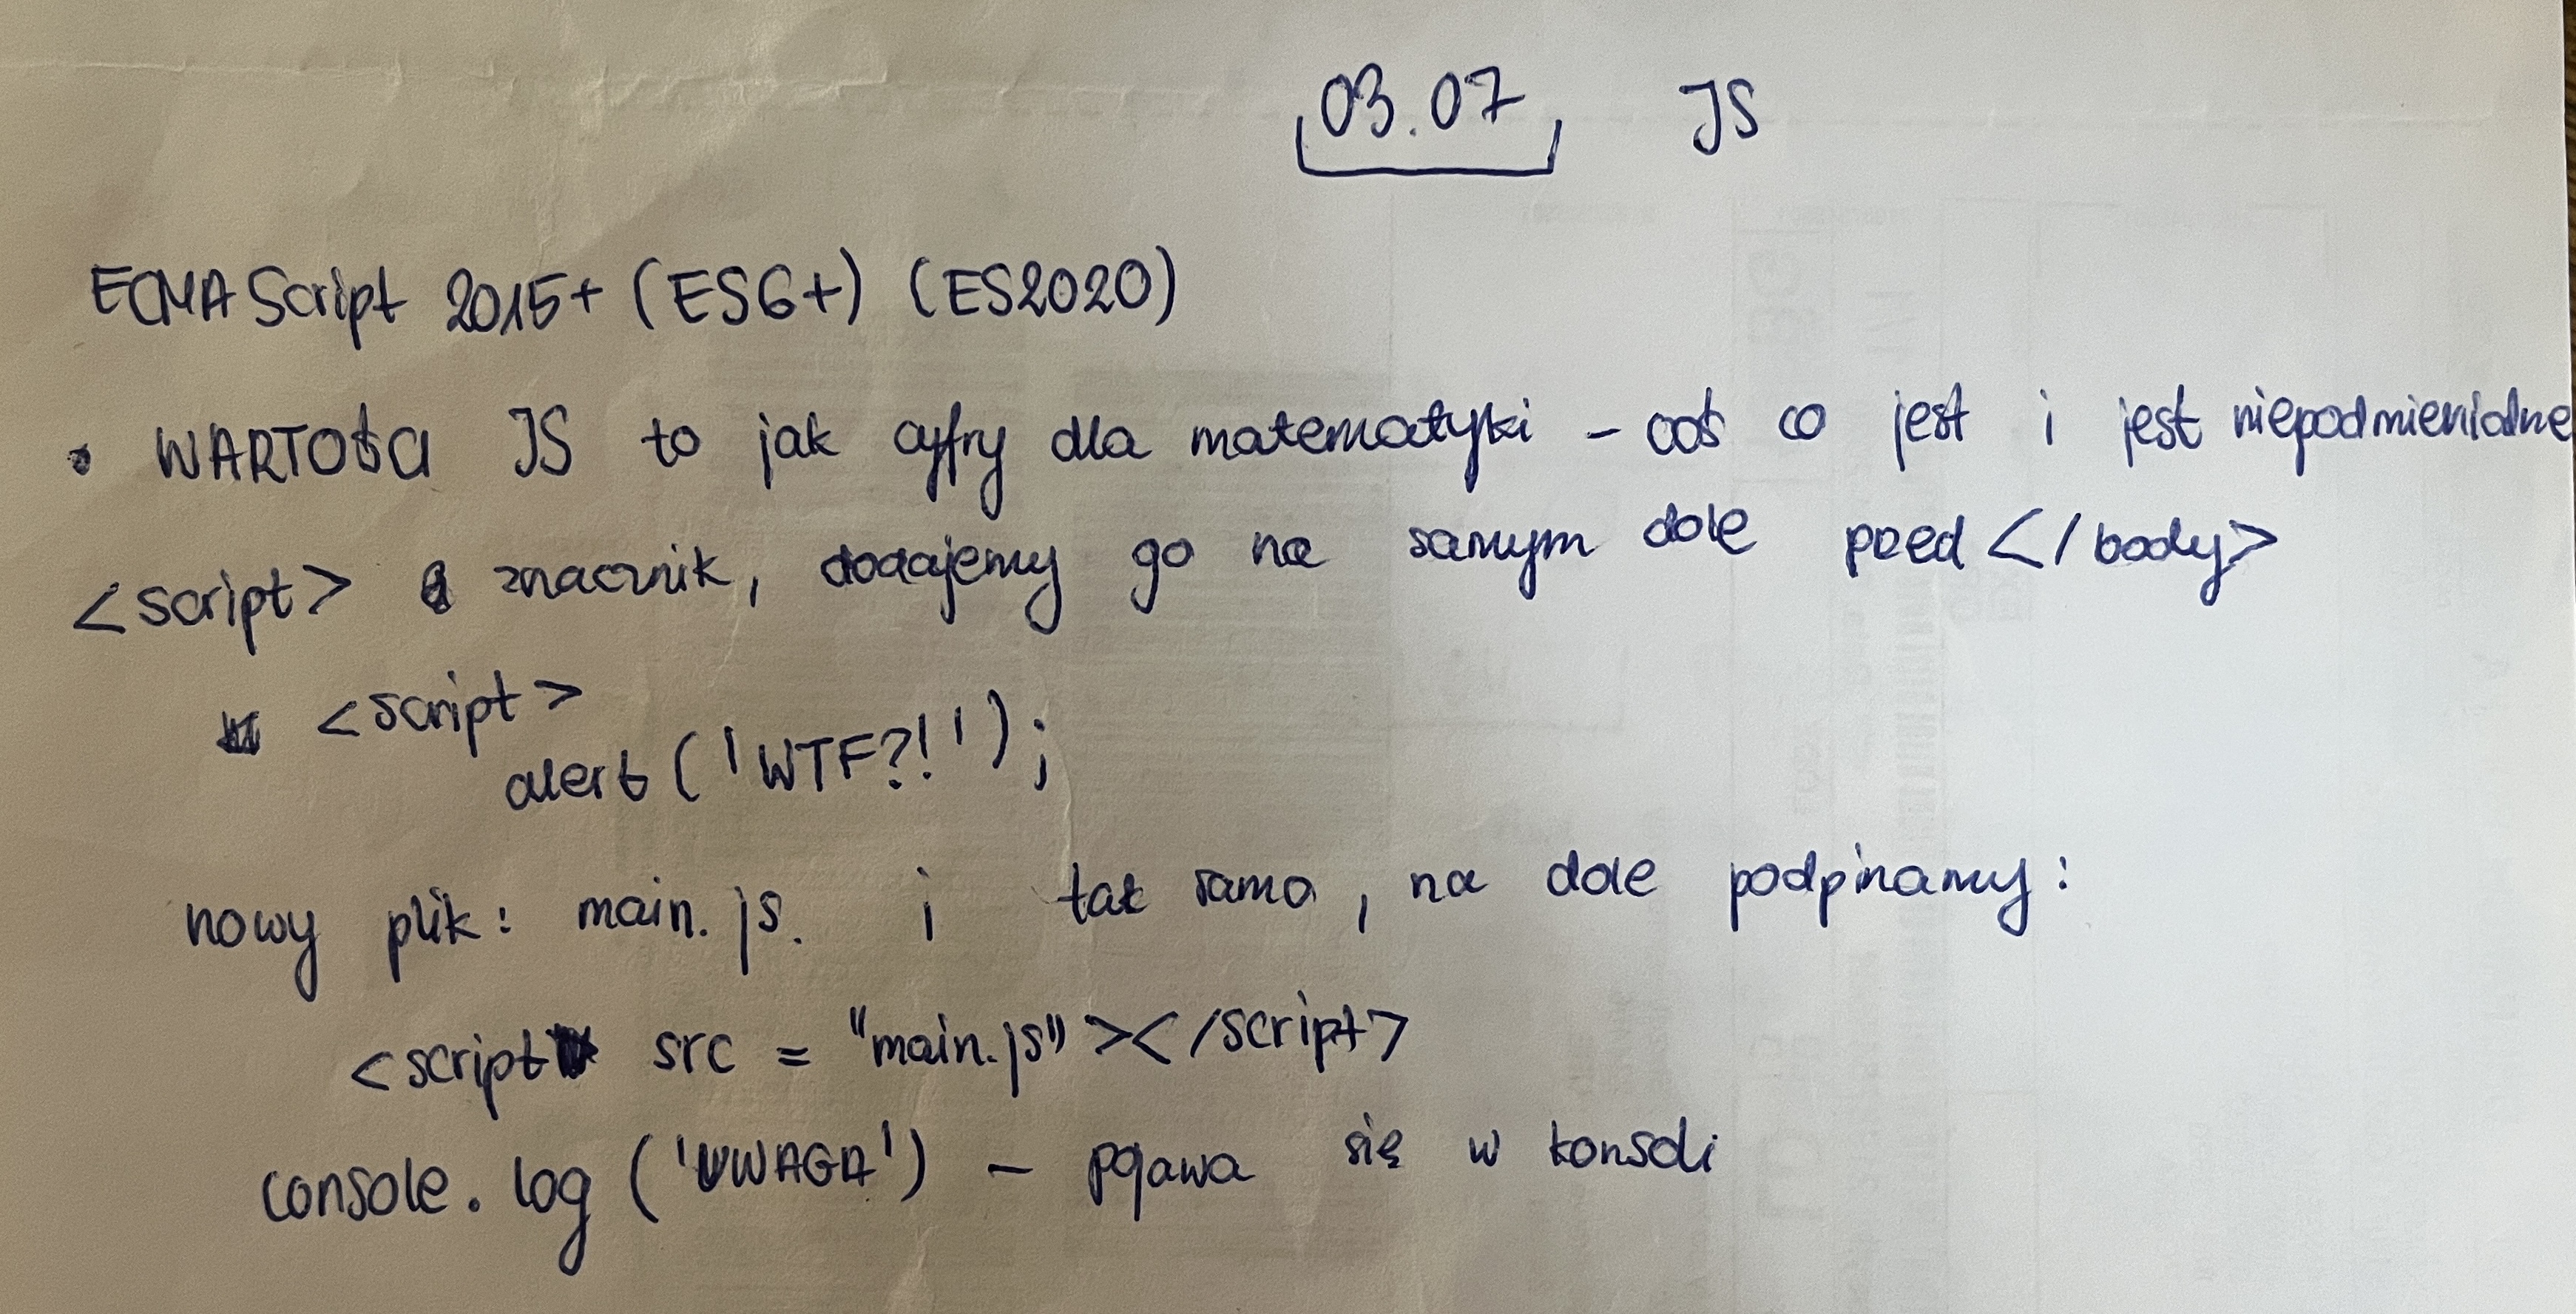 03.07 JS
ECMAScript 2015+ (ES6+) (ES2020)
• WARTOŚCI JS to jak cyfry dla matematyki - coś co jest i jest niepodmienialne
<script> znacznik, dodajemy go na samym dole przed </body>
<script>
alert ('WTF?!');
nowy plik: main.js. i tak samo, na dole podpinamy:
<script src = "main.js"></script>
console.log ('UWAGA') - pojawa się w konsoli